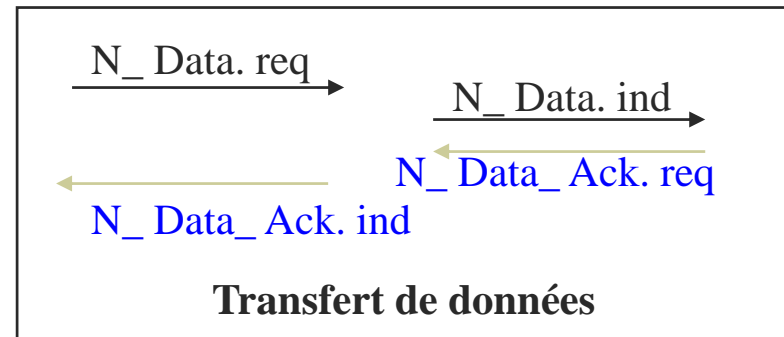 N_ Data. req
N_ Data. ind
N_ Data_ Ack. req
N_ Data_ Ack. ind
Transfert de données